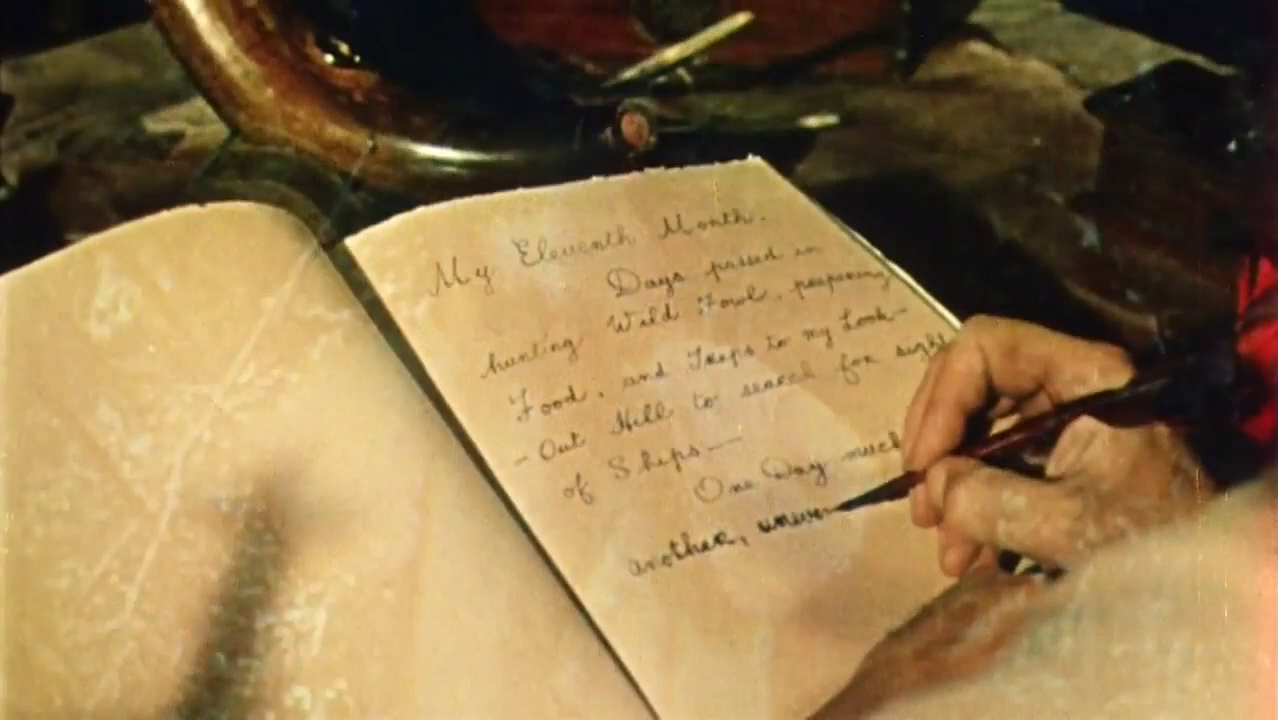 My Eleventh Month.
Days passed in
hunting Wild Fowl, preparing
Food, and Trips to my Look-
-Out Hill to search for sight
of Ships—
One Day much
another, uneve